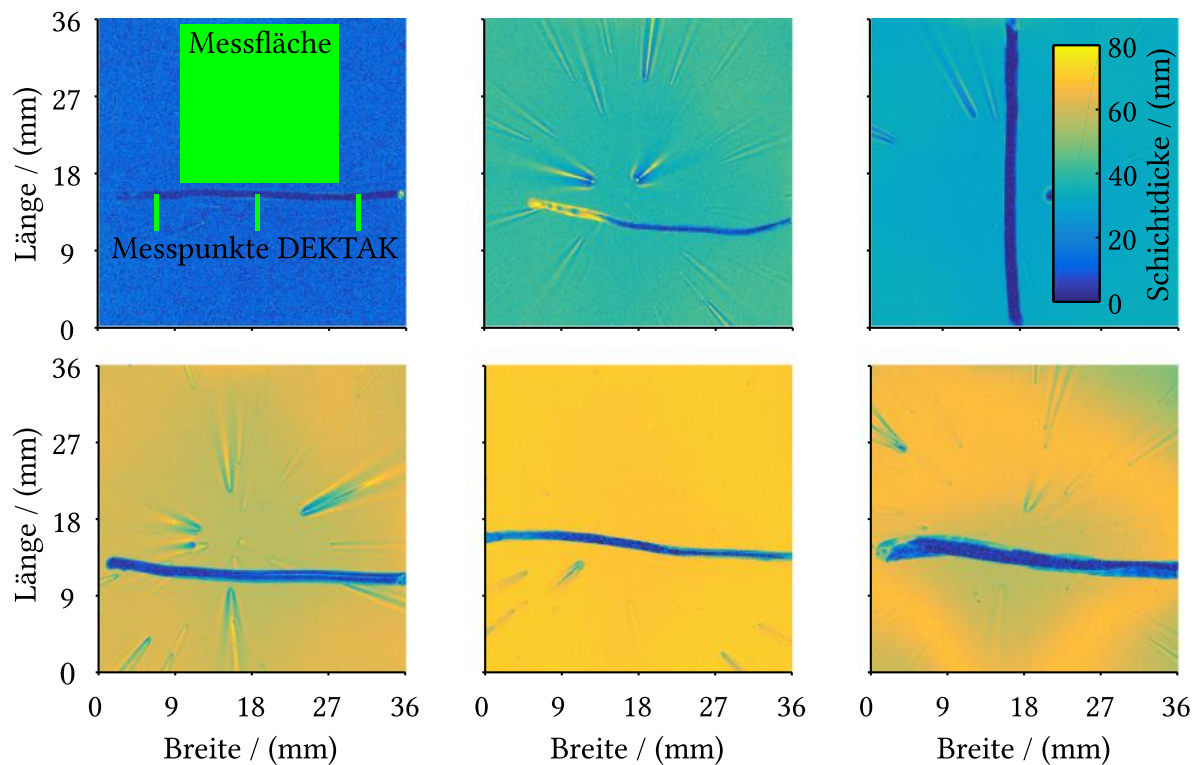 36
27
18
9
0
Länge / (mm)
Messfläche
Messpunkte DEKTAK
80
60
40
20
0
Schichtdicke / (nm)
36
27
18
9
0
Länge / (mm)
0 9 18 27 36
Breite / (mm)
0 9 18 27 36
Breite / (mm)
0 9 18 27 36
Breite / (mm)